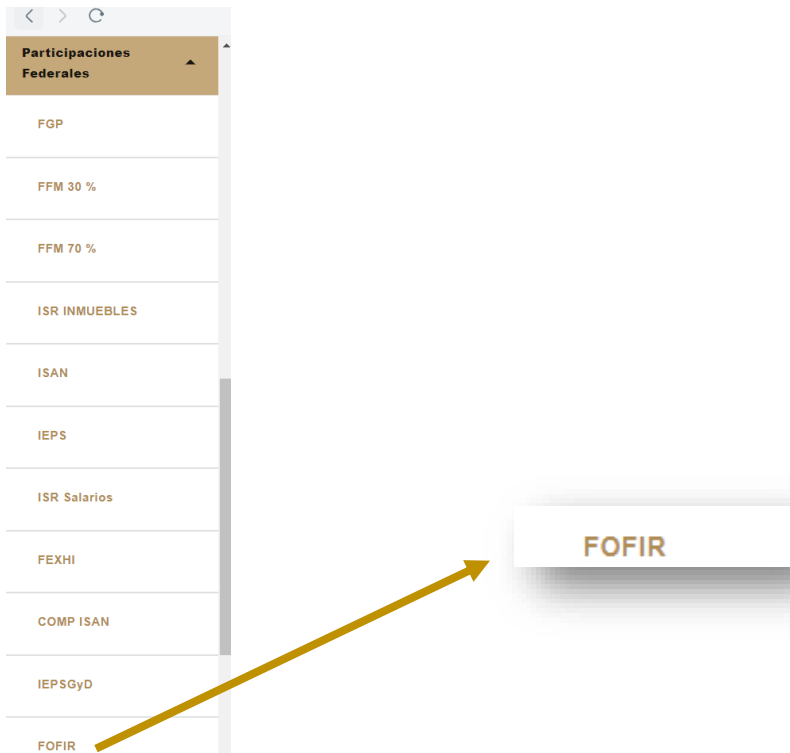 Participaciones
Federales
FGP
FFM 30 %
FFM 70 %
ISR INMUEBLES
ISAN
IEPS
ISR Salarios
FEXHI
COMP ISAN
IEPSGyD
FOFIR
FOFIR